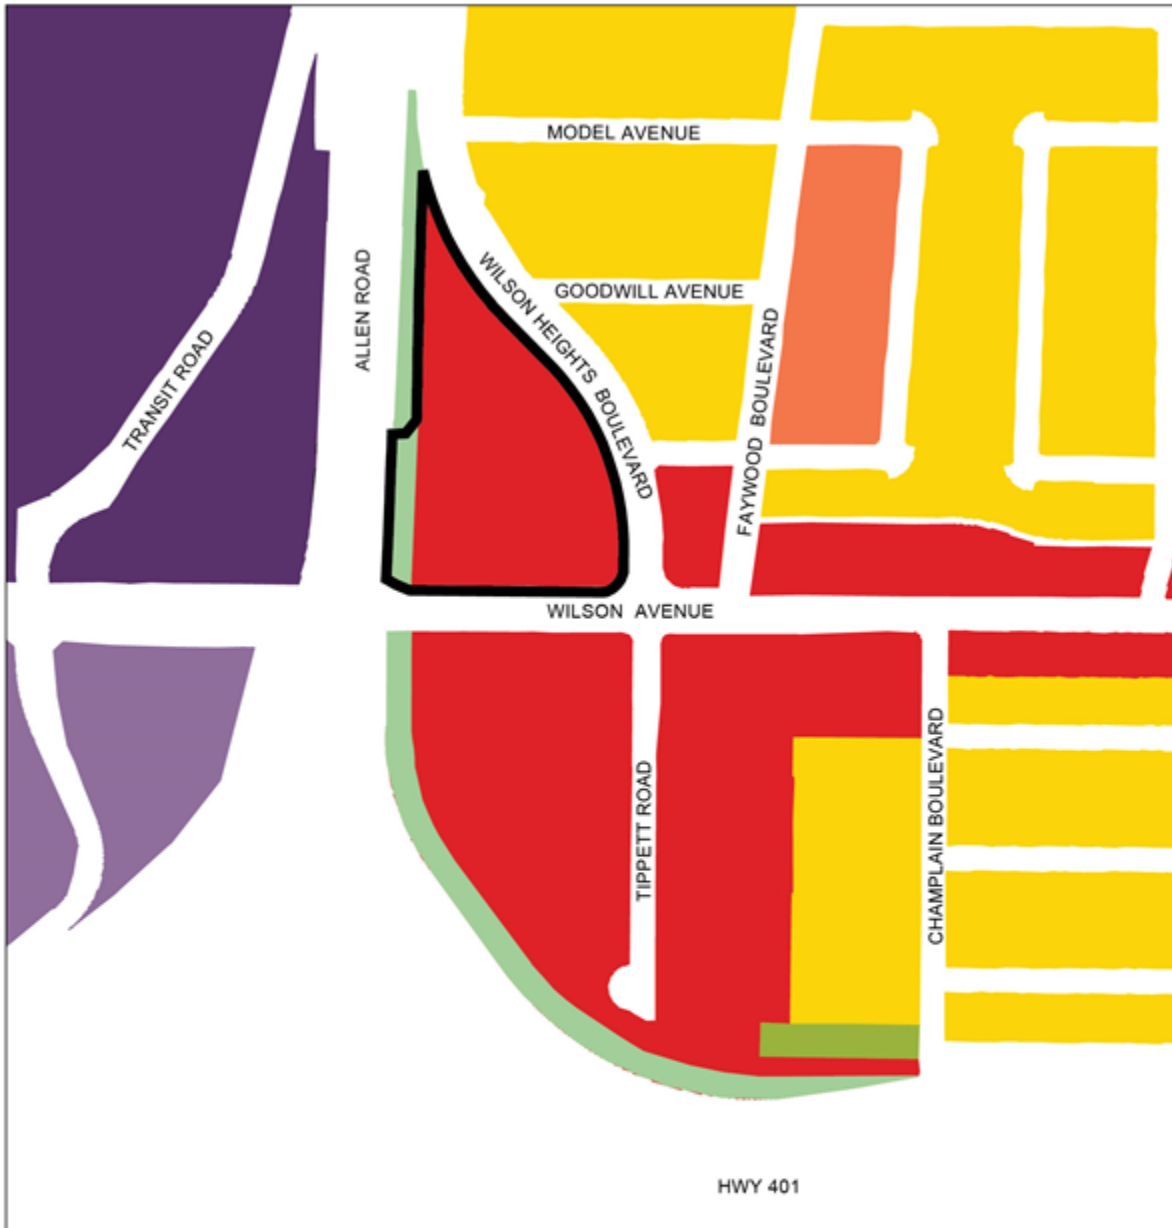 MODEL AVENUE
WILSON HEIGHTS BOULEVARD
ALLEN ROAD
GOODWILL AVENUE
FAYWOOD BOULEVARD
TRANSIT ROAD
WILSON AVENUE
TIPPETT ROAD
CHAMPLAIN BOULEVARD
HWY 401